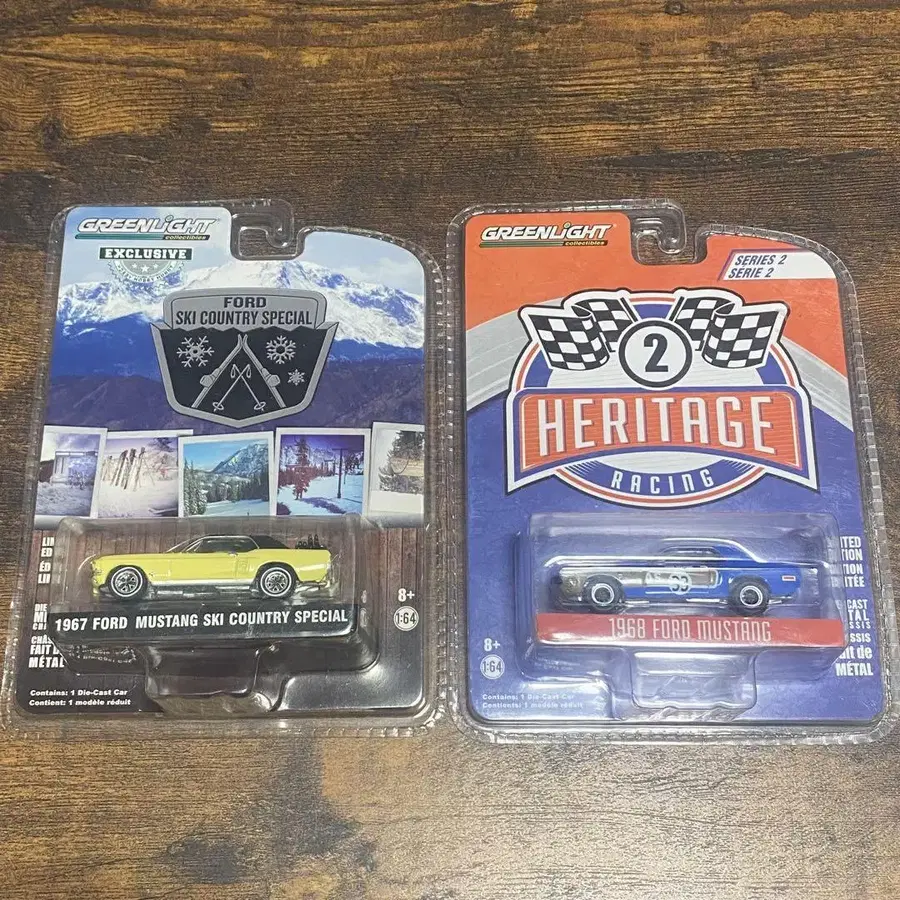 GREENLIGHT
collectibles
EXCLUSIVE
FORD
SKI COUNTRY SPECIAL
1967 FORD MUSTANG SKI COUNTRY SPECIAL
8+
1:64
MÉTAL
Contains: 1 Die-Cast Car
Contient: 1 modèle réduit
GREENLIGHT
collectibles
SERIES 2
SERIE 2
2
HERITAGE
RACING
1968 FORD MUSTANG
8+
1:64
Contains: 1 Die-Cast Car
Contient: 1 modèle réduit
MÉTAL